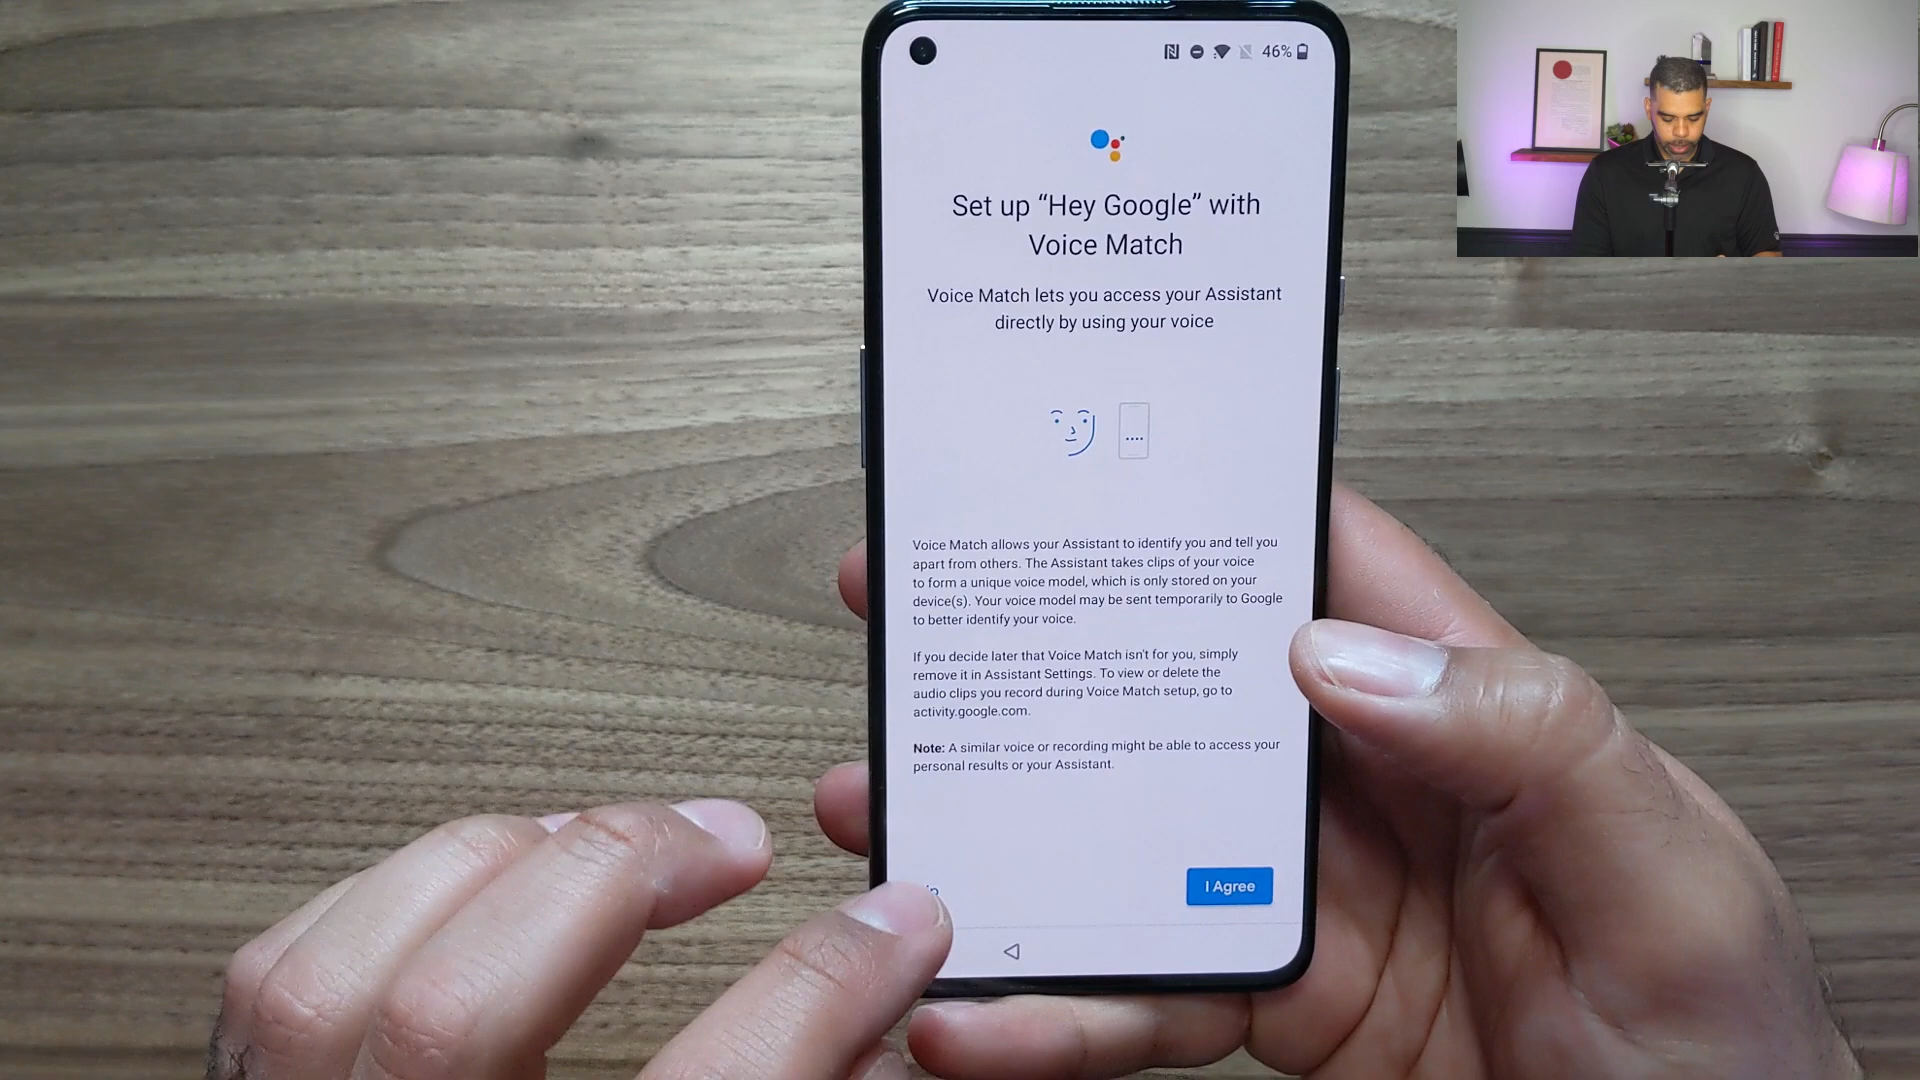 46%
Set up “Hey Google” with
Voice Match
Voice Match lets you access your Assistant
directly by using your voice
Voice Match allows your Assistant to identify you and tell you
apart from others. The Assistant takes clips of your voice
to form a unique voice model, which is only stored on your
device(s). Your voice model may be sent temporarily to Google
to better identify your voice.
If you decide later that Voice Match isn't for you, simply
remove it in Assistant Settings. To view or delete the
audio clips you record during Voice Match setup, go to
activity.google.com.
Note: A similar voice or recording might be able to access your
personal results or your Assistant.
I Agree